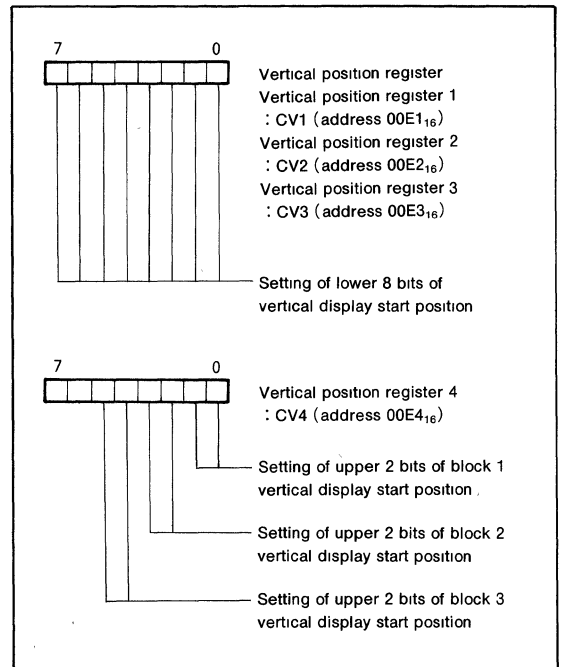 7 0
Vertical position register
Vertical position register 1
: CV1 (address 00E1₁₆)
Vertical position register 2
: CV2 (address 00E2₁₆)
Vertical position register 3
: CV3 (address 00E3₁₆)
Setting of lower 8 bits of
vertical display start position
7 0
Vertical position register 4
: CV4 (address 00E4₁₆)
Setting of upper 2 bits of block 1
vertical display start position
Setting of upper 2 bits of block 2
vertical display start position
Setting of upper 2 bits of block 3
vertical display start position